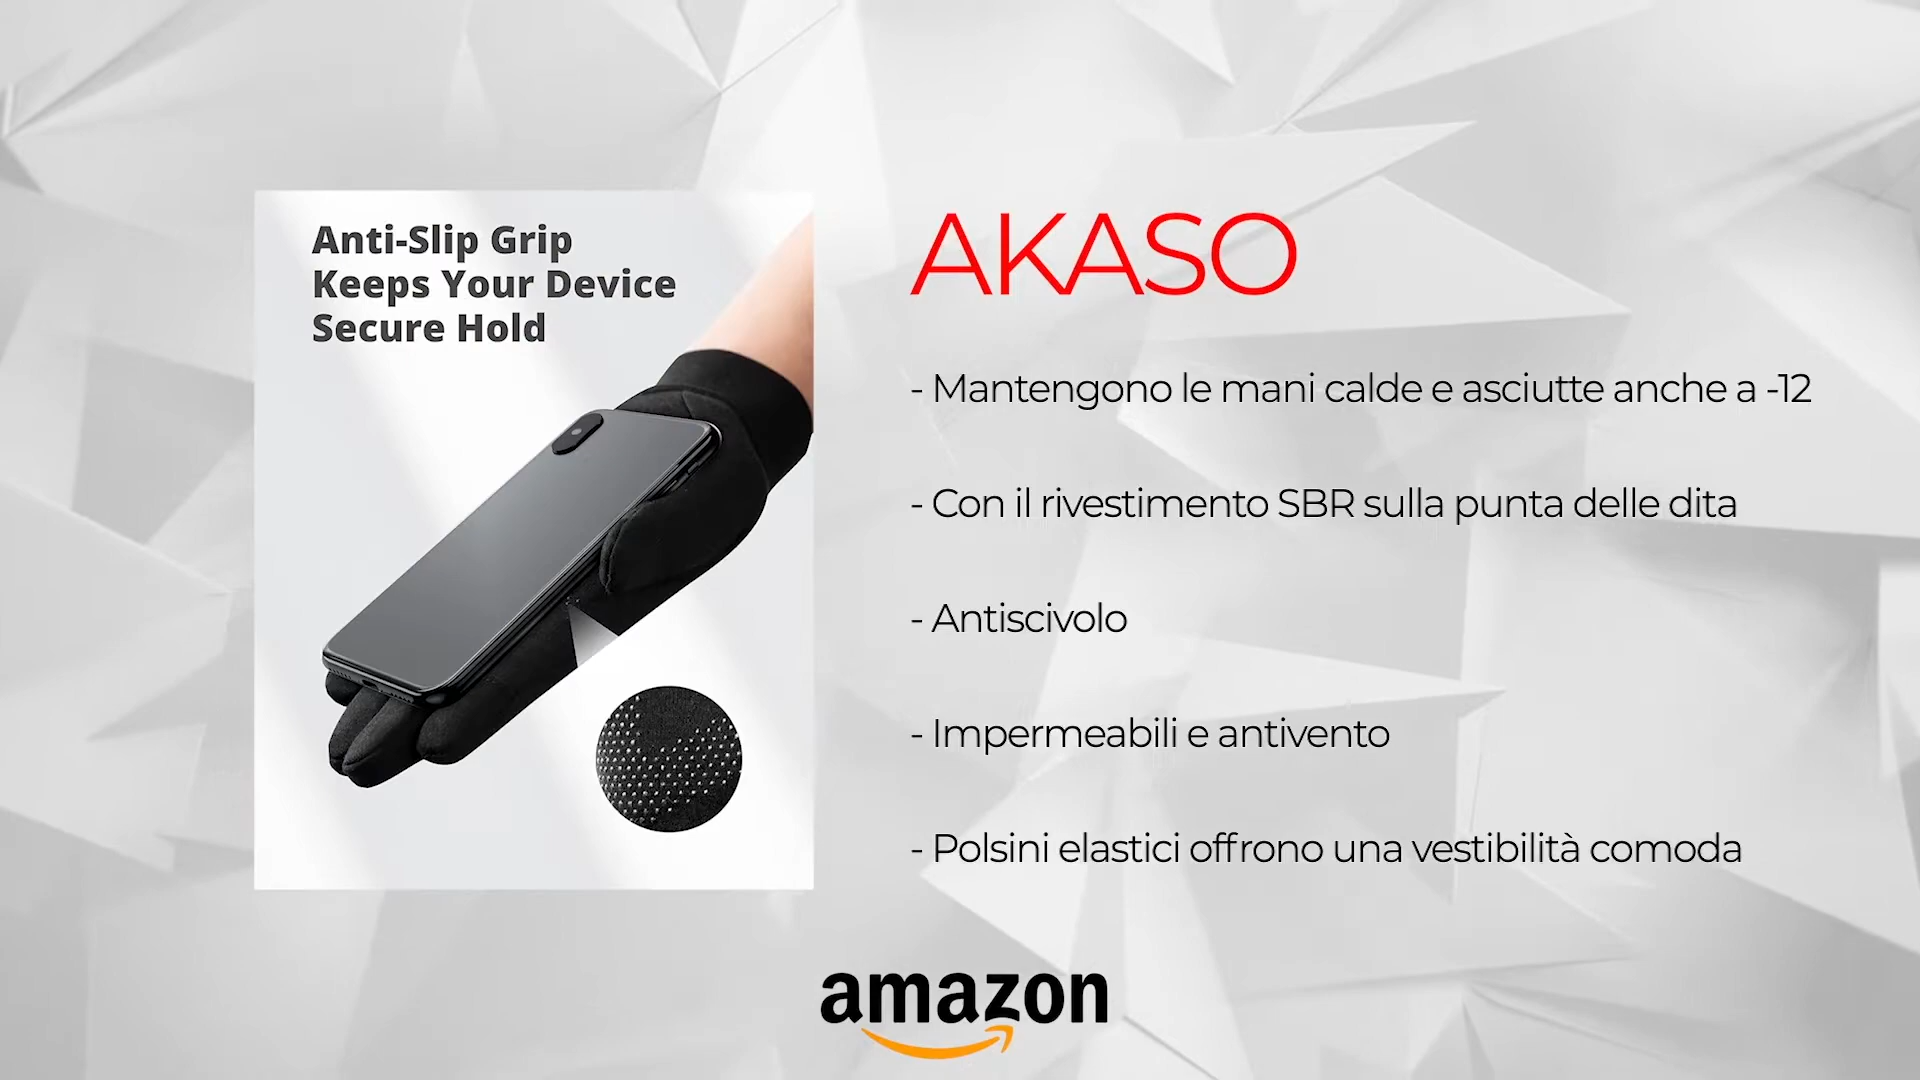 Anti-Slip Grip
Keeps Your Device
Secure Hold
AKASO
- Mantengono le mani calde e asciutte anche a -12
- Con il rivestimento SBR sulla punta delle dita
- Antiscivolo
- Impermeabili e antivento
- Polsini elastici offrono una vestibilità comoda
amazon